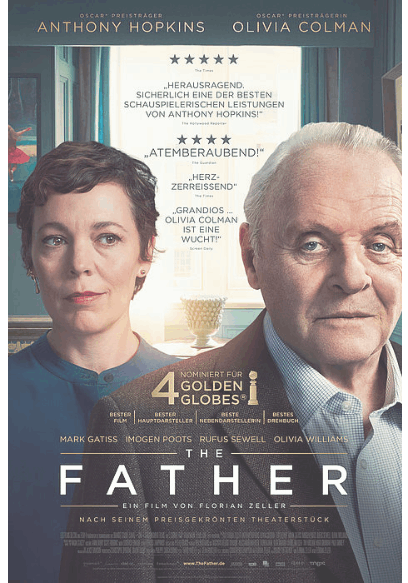 OSCAR® PREISTRÄGER
ANTHONY HOPKINS
OSCAR® PREISTRÄGERIN
OLIVIA COLMAN
The Times
„HERAUSRAGEND.
SICHERLICH EINE DER BESTEN
SCHAUSPIELERISCHEN LEISTUNGEN
VON ANTHONY HOPKINS!“
The Hollywood Reporter
„ATEMBERAUBEND!“
The Guardian
„HERZ-
ZERREISSEND“
The Times
„GRANDIOS ...
OLIVIA COLMAN
IST EINE
WUCHT!“
Screen Daily
NOMINIERT FÜR
4 GOLDEN
GLOBES®
BESTER
FILM
BESTER
HAUPTDARSTELLER
BESTE
NEBENDARSTELLERIN
BESTES
DREHBUCH
MARK GATISS IMOGEN POOTS RUFUS SEWELL OLIVIA WILLIAMS
THE
FATHER
EIN FILM VON FLORIAN ZELLER
NACH SEINEM PREISGEKRÖNTEN THEATERSTÜCK
www.TheFather.de